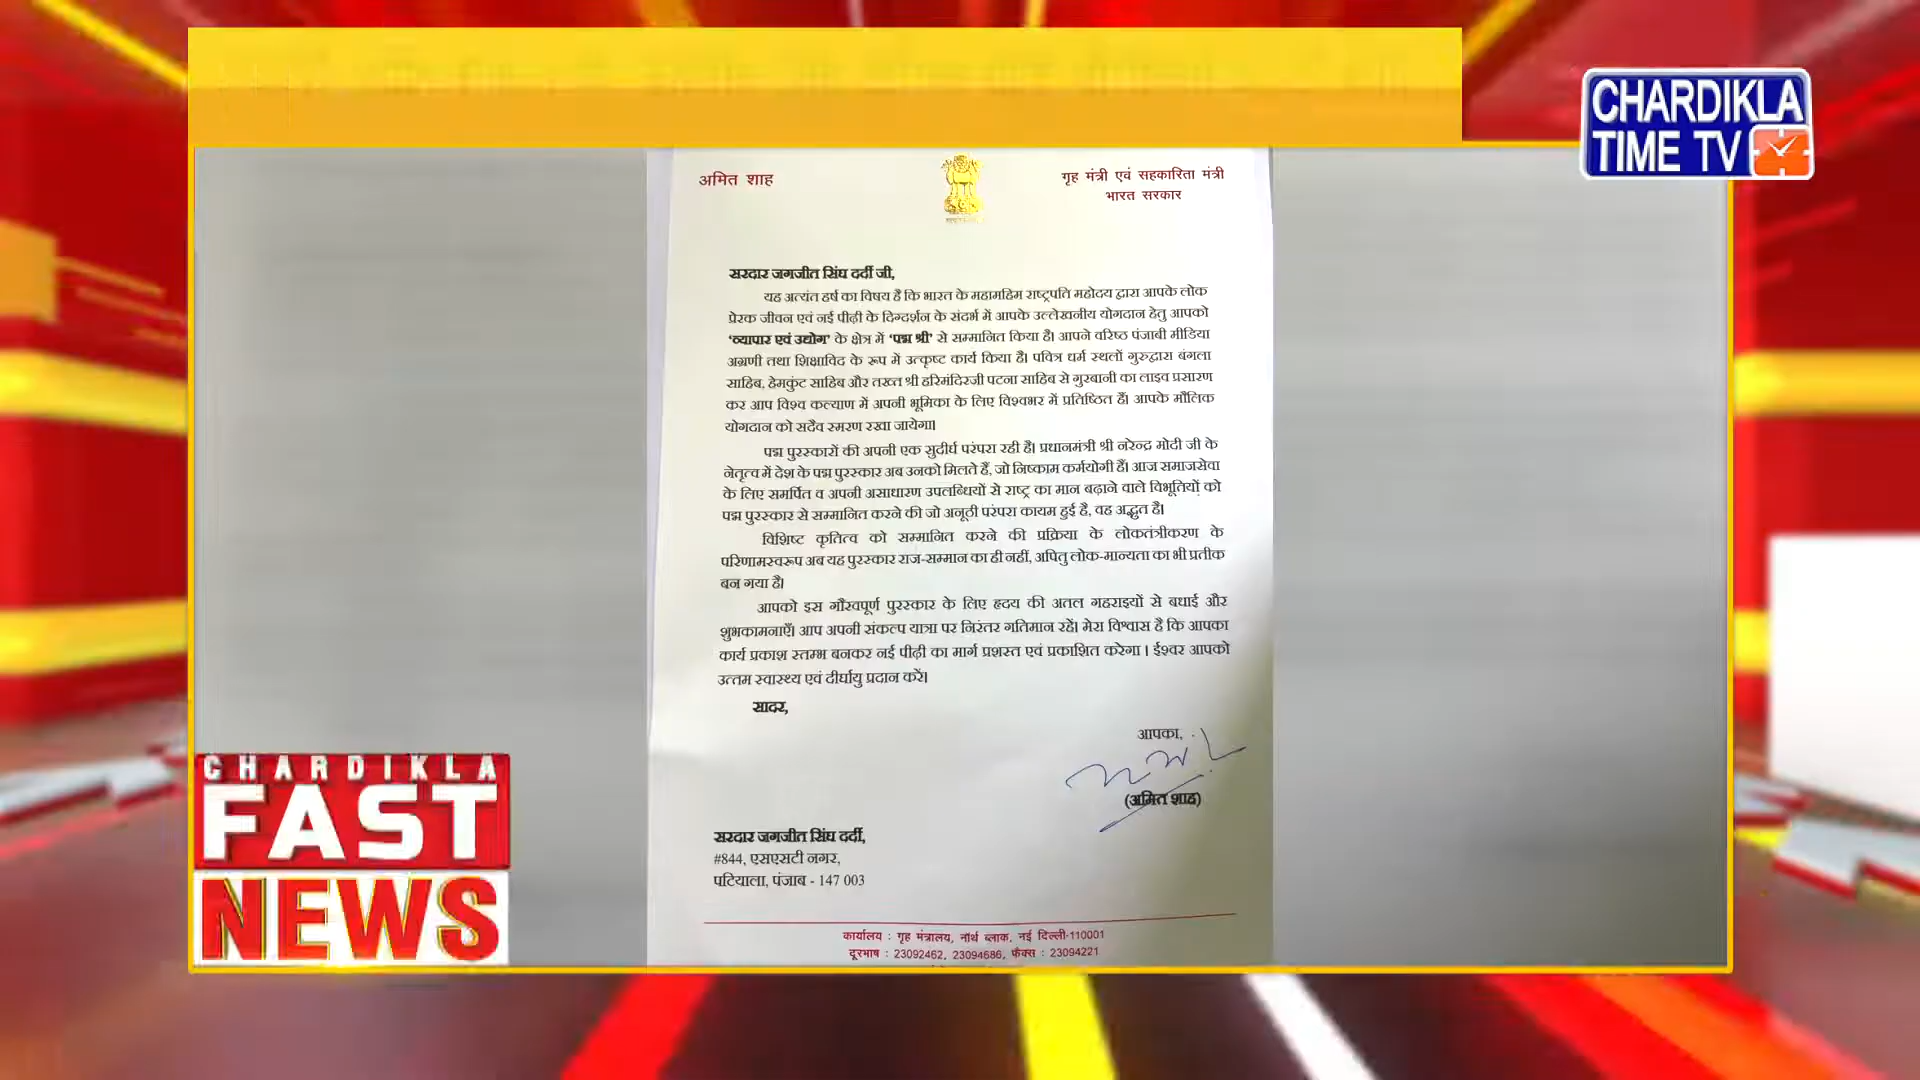 CHARDIKLA
TIME TV
अमित शाह
गृह मंत्री एवं सहकारिता मंत्री
भारत सरकार
सरदार जगजीत सिंघ दर्दी जी,
यह अत्यंत हर्ष का विषय है कि भारत के महामहिम राष्ट्रपति महोदय द्वारा आपके लोक
प्रेरक जीवन एवं नई पीढ़ी के दिग्दर्शन के संदर्भ में आपके उल्लेखनीय योगदान हेतु आपको
'व्यापार एवं उद्योग' के क्षेत्र में 'पद्म श्री' से सम्मानित किया है। आपने वरिष्ठ पंजाबी मीडिया
अग्रणी तथा शिक्षाविद के रूप में उत्कृष्ट कार्य किया है। पवित्र धर्म स्थलों गुरुद्वारा बंगला
साहिब, हेमकुंट साहिब और तख्त श्री हरिमंदिरजी पटना साहिब से गुरबानी का लाइव प्रसारण
कर आप विश्व कल्याण में अपनी भूमिका के लिए विश्वभर में प्रतिष्ठित हैं। आपके मौलिक
योगदान को सदैव स्मरण रखा जायेगा।
पद्म पुरस्कारों की अपनी एक सुदीर्घ परंपरा रही है। प्रधानमंत्री श्री नरेन्द्र मोदी जी के
नेतृत्व में देश के पद्म पुरस्कार अब उनको मिलते हैं, जो निष्काम कर्मयोगी हैं। आज समाजसेवा
के लिए समर्पित व अपनी असाधारण उपलब्धियों से राष्ट्र का मान बढ़ाने वाले विभूतियों को
पद्म पुरस्कार से सम्मानित करने की जो अनूठी परंपरा कायम हुई है, वह अद्भुत है।
विशिष्ट कृतित्व को सम्मानित करने की प्रक्रिया के लोकतंत्रीकरण के
परिणामस्वरूप अब यह पुरस्कार राज-सम्मान का ही नहीं, अपितु लोक-मान्यता का भी प्रतीक
बन गया है।
आपको इस गौरवपूर्ण पुरस्कार के लिए हृदय की अतल गहराइयों से बधाई और
शुभकामनाएँ। आप अपनी संकल्प यात्रा पर निरंतर गतिमान रहें। मेरा विश्वास है कि आपका
कार्य प्रकाश स्तम्भ बनकर नई पीढ़ी का मार्ग प्रशस्त एवं प्रकाशित करेगा । ईश्वर आपको
उत्तम स्वास्थ्य एवं दीर्घायु प्रदान करें।
सादर,
आपका,
(अमित शाह)
सरदार जगजीत सिंघ दर्दी,
#844, एसएसटी नगर,
पटियाला, पंजाब - 147 003
कार्यालय : गृह मंत्रालय, नॉर्थ ब्लाक, नई दिल्ली-110001
दूरभाष : 23092462, 23094686, फैक्स : 23094221
CHARDIKLA
FAST
NEWS